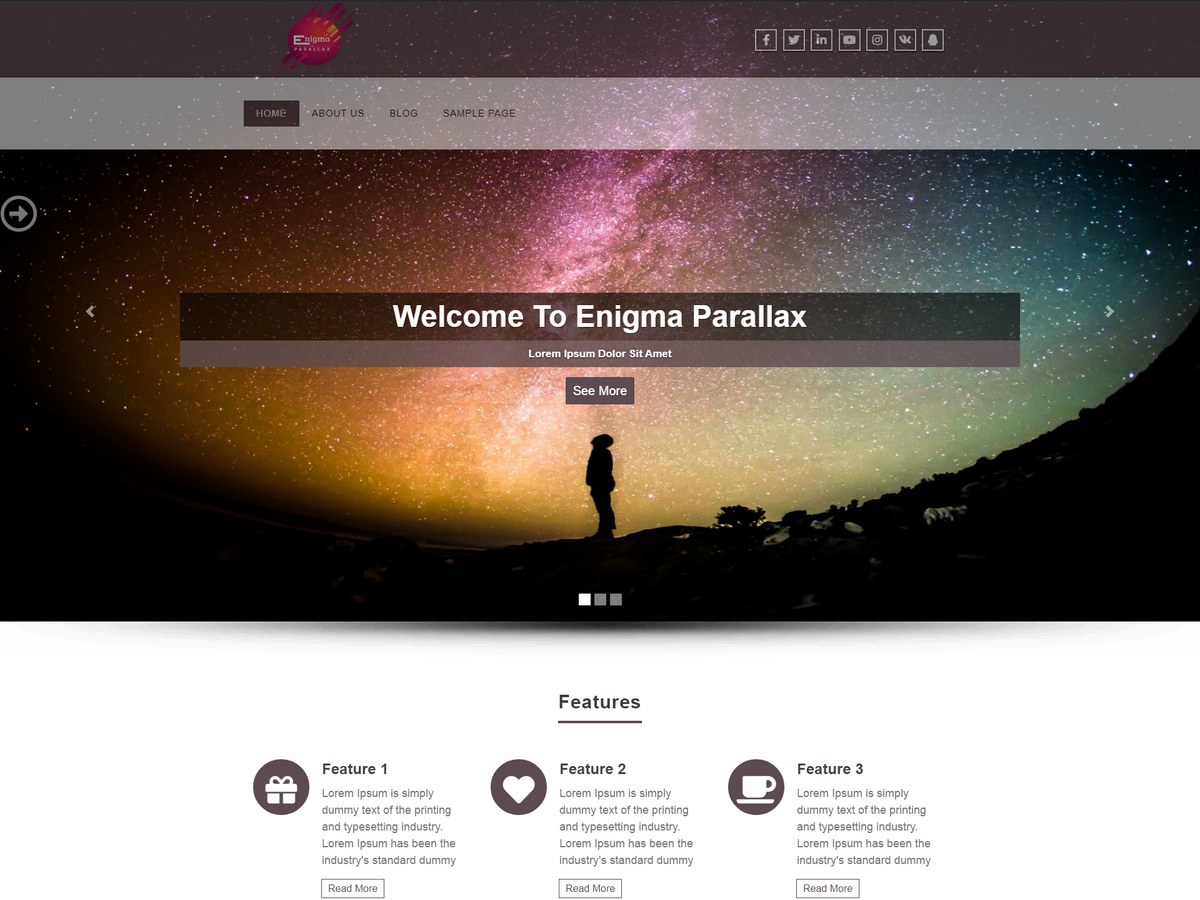 Enigma
PARALLAX
HOME ABOUT US BLOG SAMPLE PAGE
Welcome To Enigma Parallax
Lorem Ipsum Dolor Sit Amet
See More
Features
Feature 1
Lorem Ipsum is simply
dummy text of the printing
and typesetting industry.
Lorem Ipsum has been the
industry's standard dummy
Read More
Feature 2
Lorem Ipsum is simply
dummy text of the printing
and typesetting industry.
Lorem Ipsum has been the
industry's standard dummy
Read More
Feature 3
Lorem Ipsum is simply
dummy text of the printing
and typesetting industry.
Lorem Ipsum has been the
industry's standard dummy
Read More